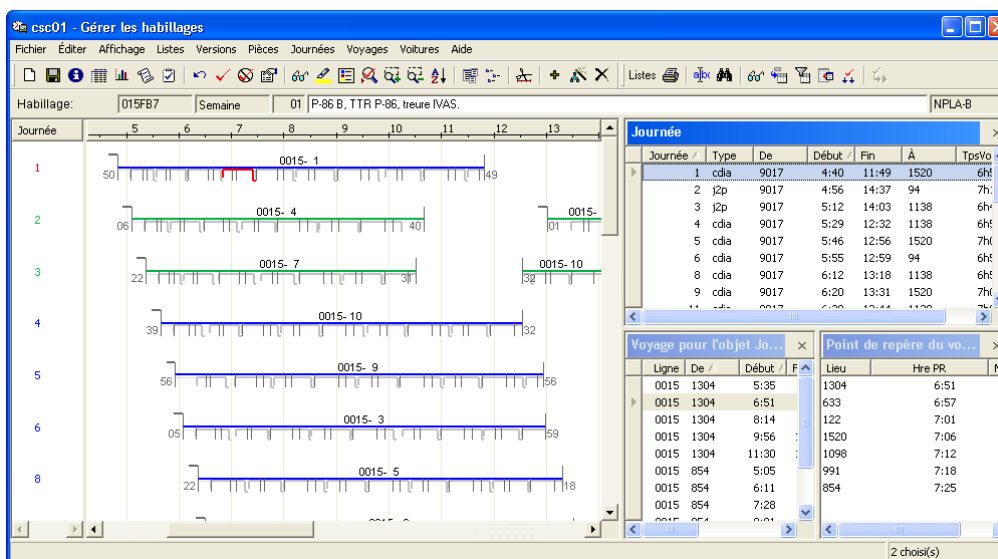 csc01 - Gérer les habillages
Fichier Éditer Affichage Listes Versions Pièces Journées Voyages Voitures Aide
Listes
Habillage: 015FB7 Semaine 01 P-86 B, TTR P-86, treure IVAS. NPLA-B
Journée 5 6 7 8 9 10 11 12 13
1 0015- 1 50 49
2 0015- 4 06 40 0015- 01
3 0015- 7 22 0015- 10
4 0015- 10 39 32
5 0015- 9 56 56
6 0015- 3 05 59
8 0015- 5 22 18
Journée
Journée Type De Début Fin À TpsVo
1 cdia 9017 4:40 11:49 1520
2 j2p 9017 4:56 14:37 94
3 j2p 9017 5:12 14:03 1138
4 cdia 9017 5:29 12:32 1138
5 cdia 9017 5:46 12:56 1520
6 cdia 9017 5:55 12:59 94
8 cdia 9017 6:12 13:18 1138
9 cdia 9017 6:20 13:31 1520
Voyage pour l'objet Jo...
Ligne De Début F
0015 1304 5:35
0015 1304 6:51
0015 1304 8:14
0015 1304 9:56
0015 1304 11:30
0015 854 5:05
0015 854 6:11
0015 854 7:28
Point de repère du vo...
Lieu Hre PR
1304 6:51
633 6:57
122 7:01
1520 7:06
1098 7:12
991 7:18
854 7:25
2 choisi(s)